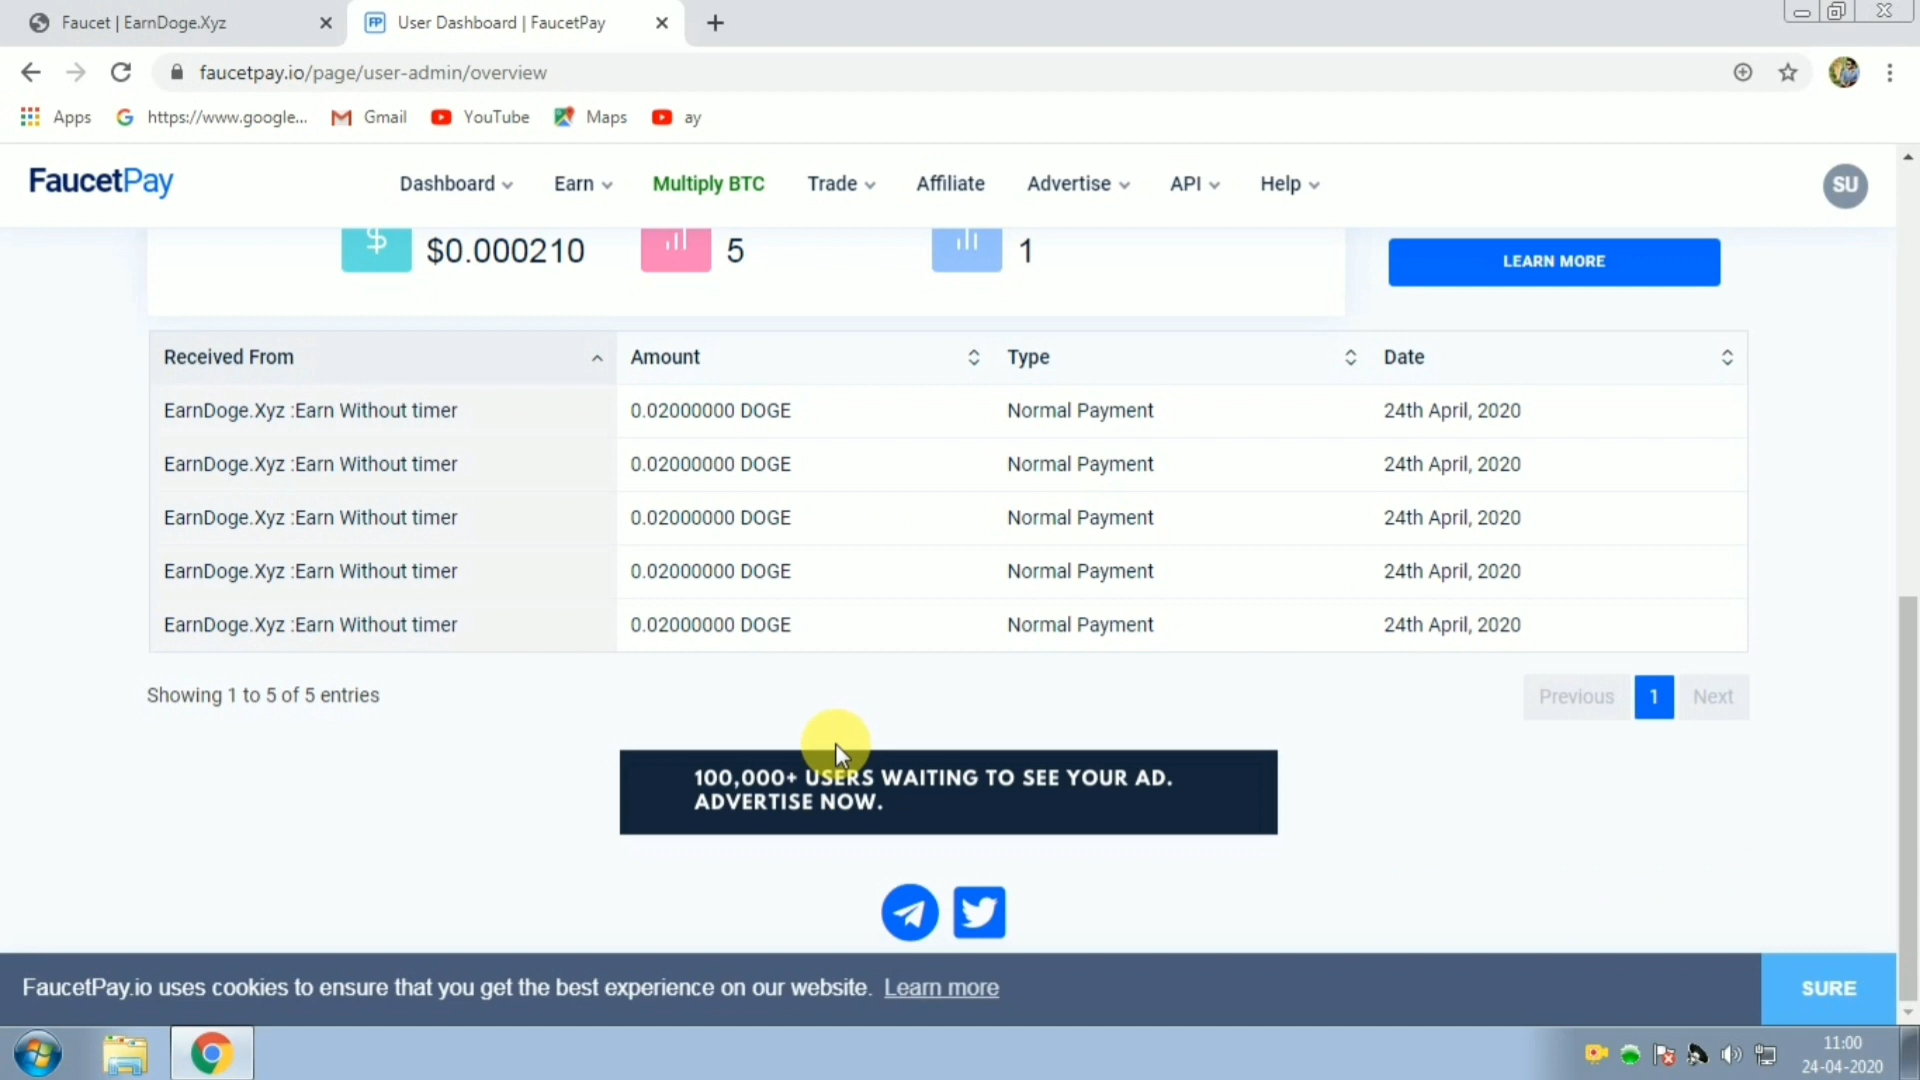 Faucet | EarnDoge.Xyz
FP User Dashboard | FaucetPay
faucetpay.io/page/user-admin/overview
Apps https://www.google... Gmail YouTube Maps ay
FaucetPay Dashboard Earn Multiply BTC Trade Affiliate Advertise API Help SU
$ $0.000210 5 1 LEARN MORE
Received From Amount Type Date
EarnDoge.Xyz :Earn Without timer 0.02000000 DOGE Normal Payment 24th April, 2020
EarnDoge.Xyz :Earn Without timer 0.02000000 DOGE Normal Payment 24th April, 2020
EarnDoge.Xyz :Earn Without timer 0.02000000 DOGE Normal Payment 24th April, 2020
EarnDoge.Xyz :Earn Without timer 0.02000000 DOGE Normal Payment 24th April, 2020
EarnDoge.Xyz :Earn Without timer 0.02000000 DOGE Normal Payment 24th April, 2020
Showing 1 to 5 of 5 entries Previous 1 Next
100,000+ USERS WAITING TO SEE YOUR AD.
ADVERTISE NOW.
FaucetPay.io uses cookies to ensure that you get the best experience on our website. Learn more SURE
11:00
24-04-2020